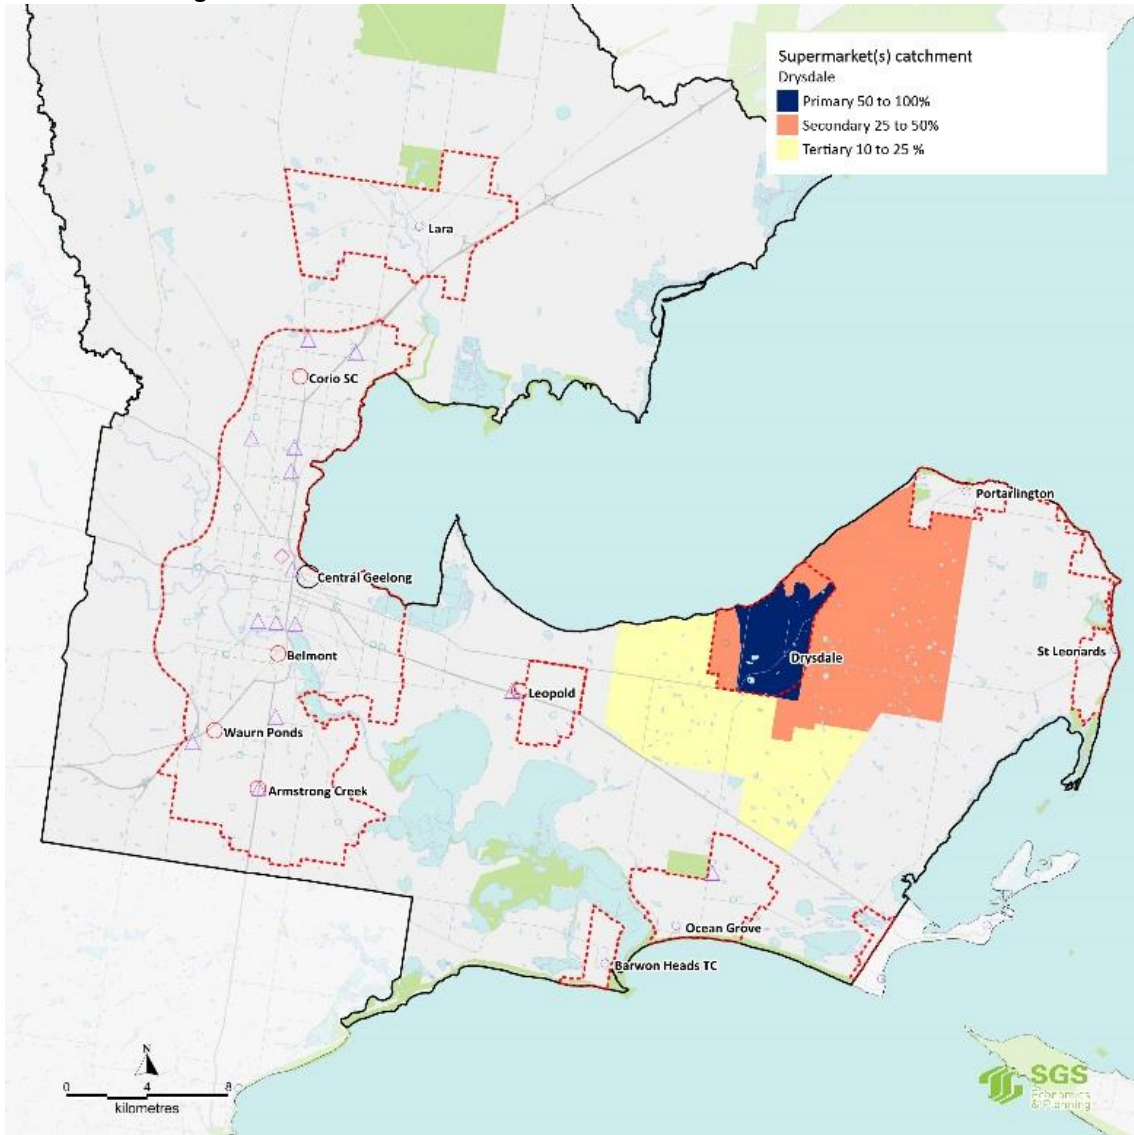 Supermarket(s) catchment
Drysdale
Primary 50 to 100%
Secondary 25 to 50%
Tertiary 10 to 25 %
Lara
Corio SC
Portarlington
Central Geelong
Belmont
Drysdale
St Leonards
Leopold
Waurn Ponds
Armstrong Creek
Ocean Grove
Barwon Heads TC
N
0 4 8
kilometres
SGS
Economics
& Planning